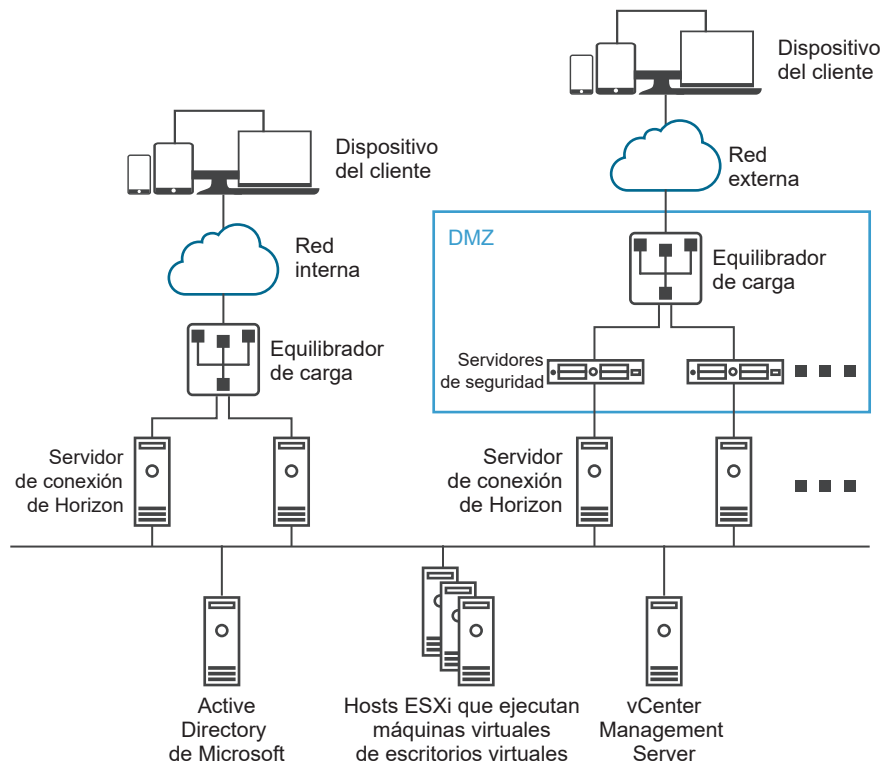 Dispositivo
del cliente
Red
externa
DMZ
Equilibrador
de carga
Servidores
de seguridad
Servidor
de conexión
de Horizon
Dispositivo
del cliente
Red
interna
Equilibrador
de carga
Servidor
de conexión
de Horizon
Active
Directory
de Microsoft
Hosts ESXi que ejecutan
máquinas virtuales
de escritorios virtuales
vCenter
Management
Server